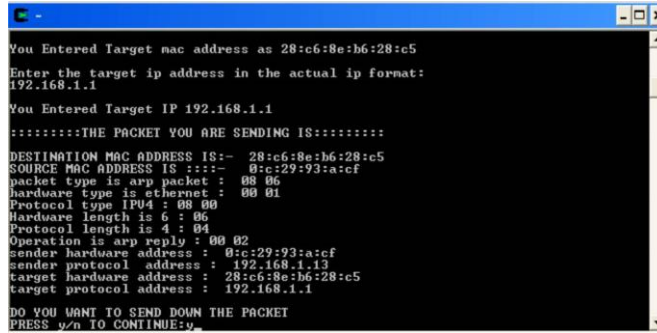 You Entered Target mac address as 28:c6:8e:b6:28:c5
Enter the target ip address in the actual ip format:
192.168.1.1
You Entered Target IP 192.168.1.1
:::::::::THE PACKET YOU ARE SENDING IS:::::::::
DESTINATION MAC ADDRESS IS:-  28:c6:8e:b6:28:c5
SOURCE MAC ADDRESS IS ::::-   0:c:29:93:a:cf
packet type is arp packet :  08 06
hardware type is ethernet :  00 01
Protocol type IPV4 : 08 00
Hardware length is 6 : 06
Protocol length is 4 : 04
Operation is arp reply : 00 02
sender hardware address :  0:c:29:93:a:cf
sender protocol  address :  192.168.1.13
target hardware address :  28:c6:8e:b6:28:c5
target protocol address :  192.168.1.1
DO YOU WANT TO SEND DOWN THE PACKET
PRESS y/n TO CONTINUE:y_